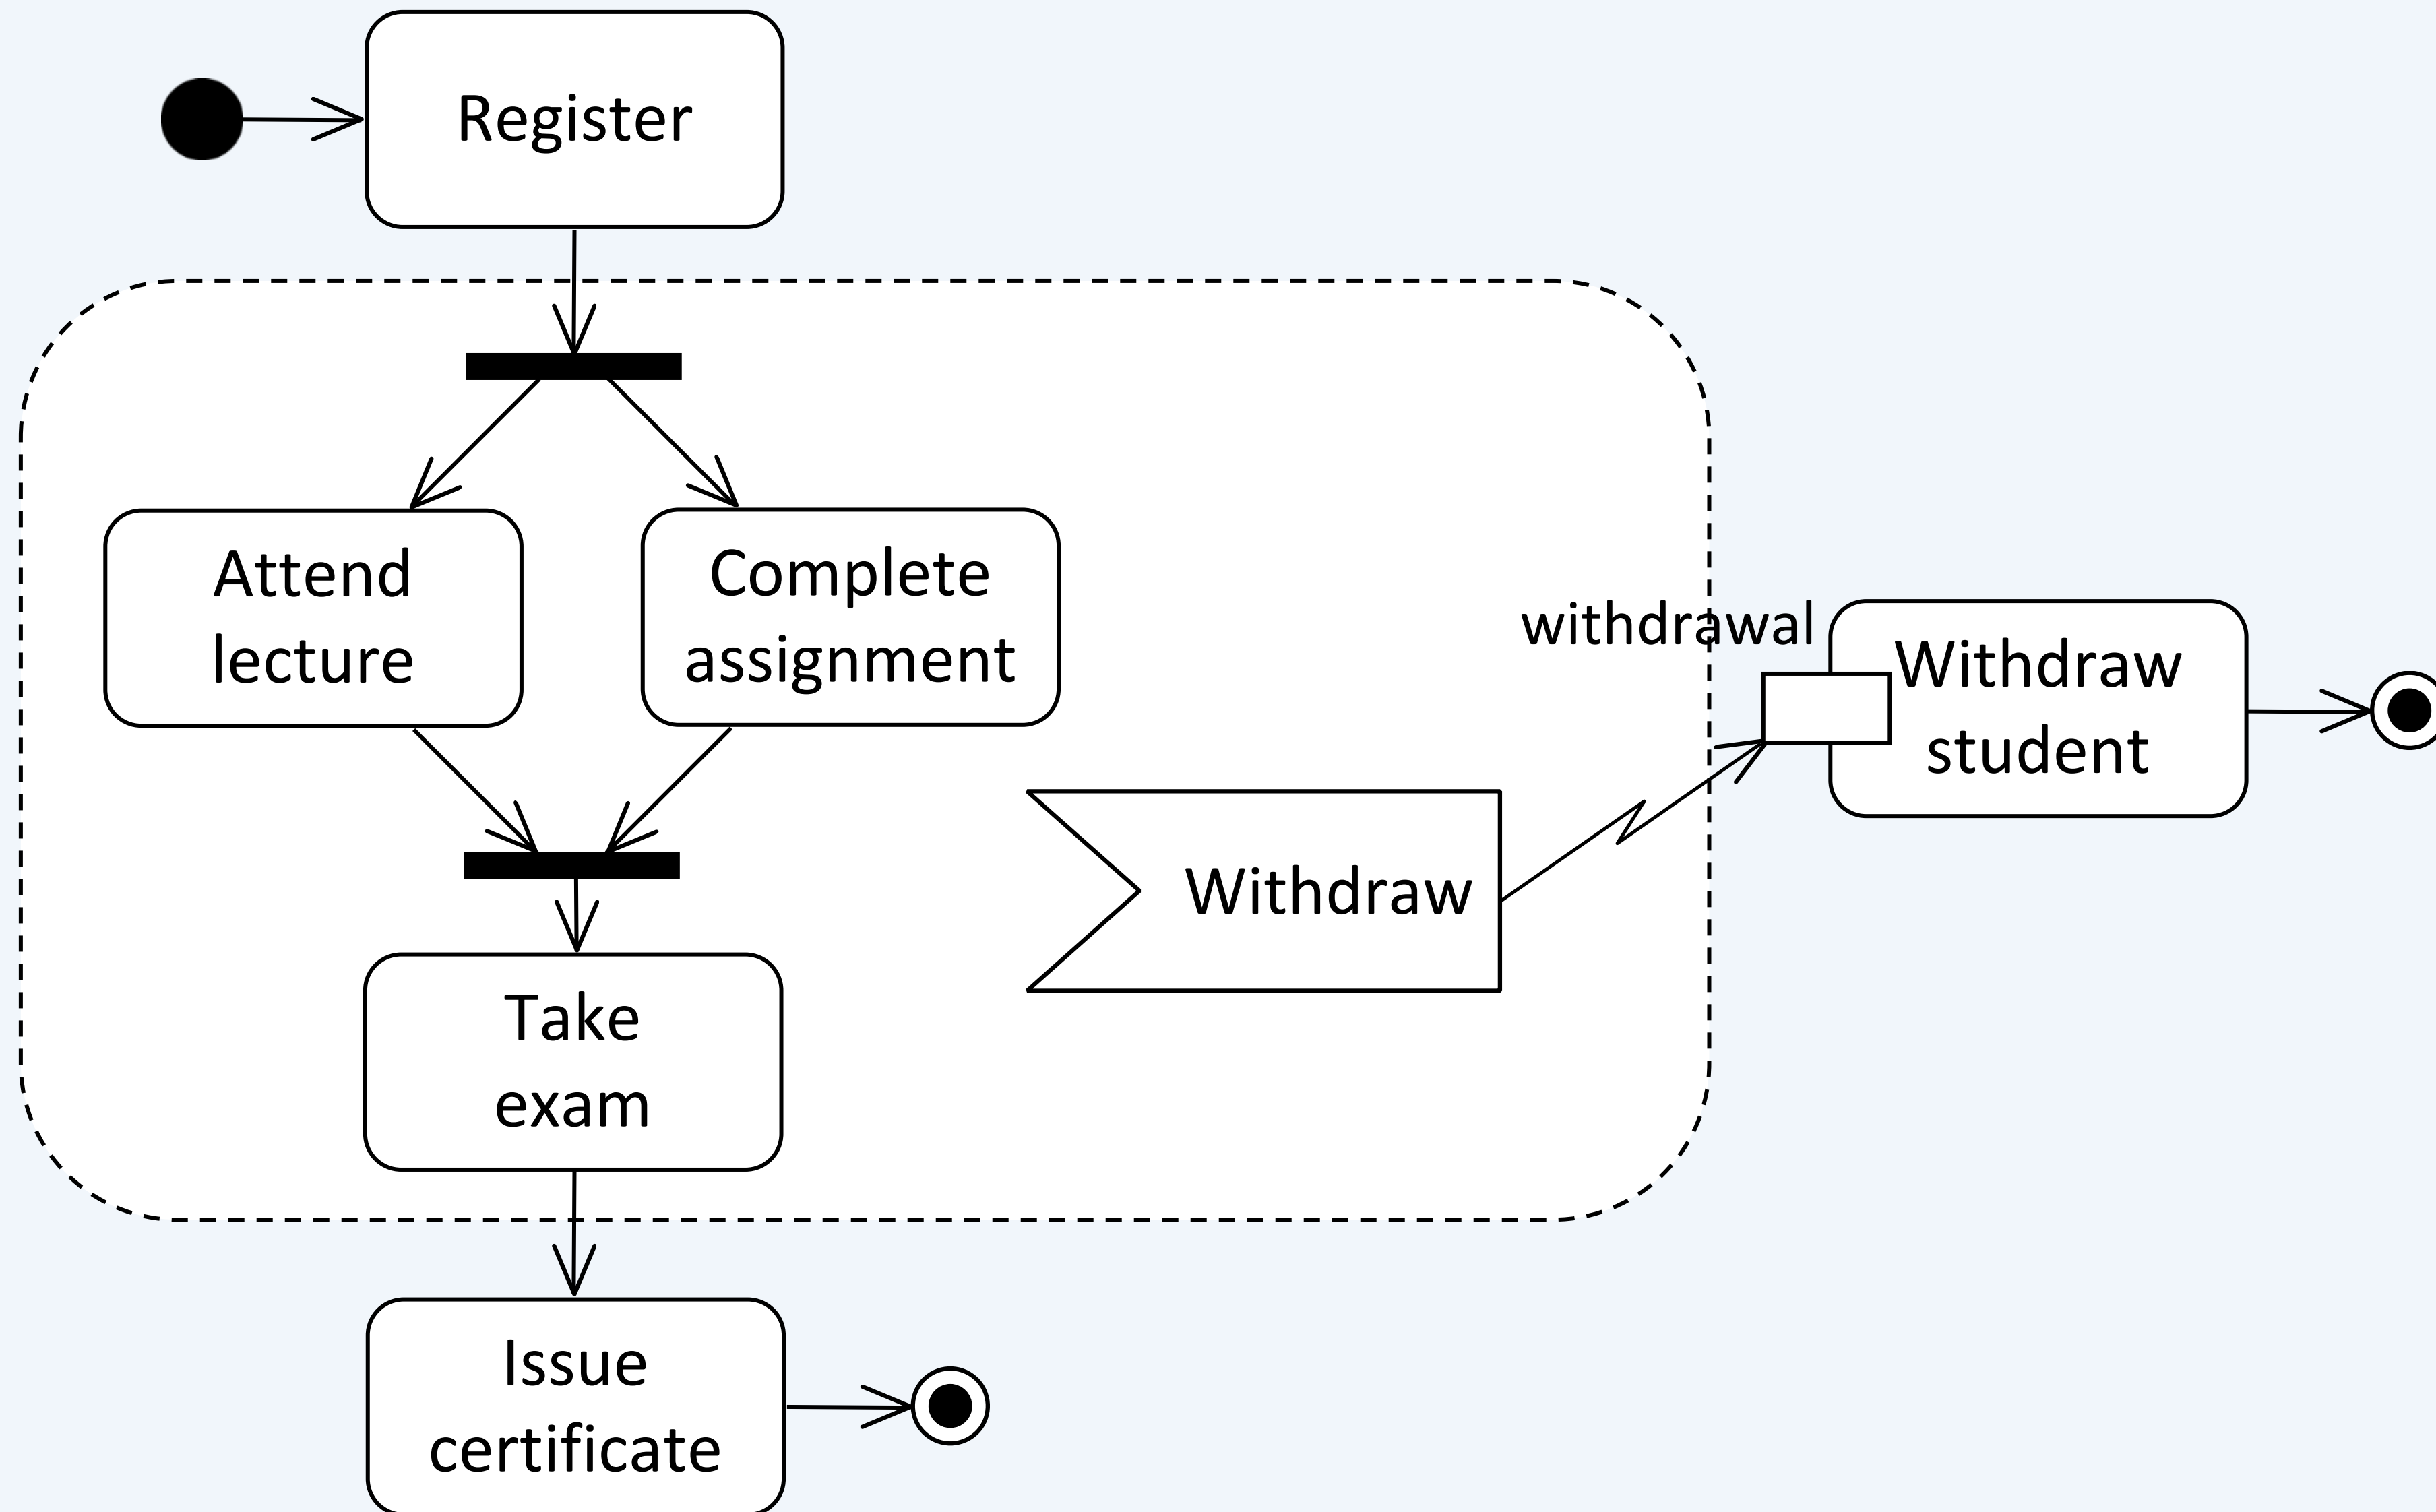 Register
Attend
lecture
Complete
assignment
withdrawal
Withdraw
student
Withdraw
Take
exam
Issue
certificate